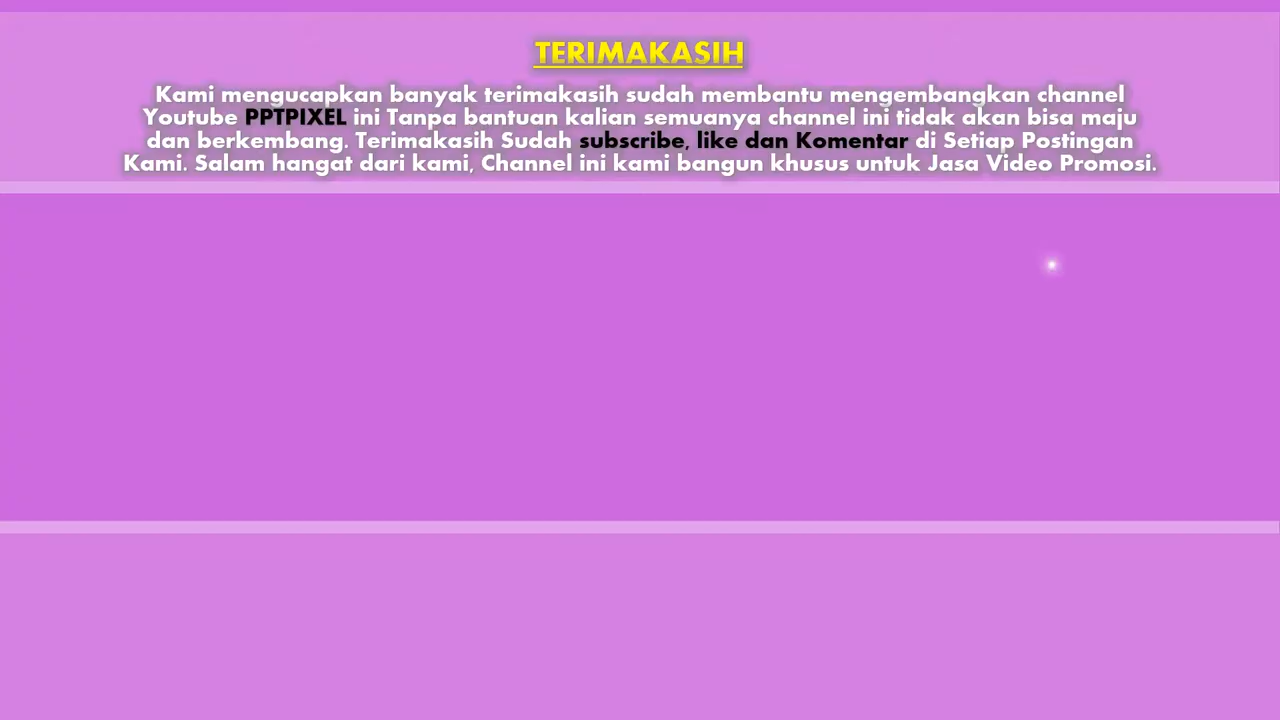 TERIMAKASIH
Kami mengucapkan banyak terimakasih sudah membantu mengembangkan channel
Youtube PPTPIXEL ini Tanpa bantuan kalian semuanya channel ini tidak akan bisa maju
dan berkembang. Terimakasih Sudah subscribe, like dan Komentar di Setiap Postingan
Kami. Salam hangat dari kami, Channel ini kami bangun khusus untuk Jasa Video Promosi.